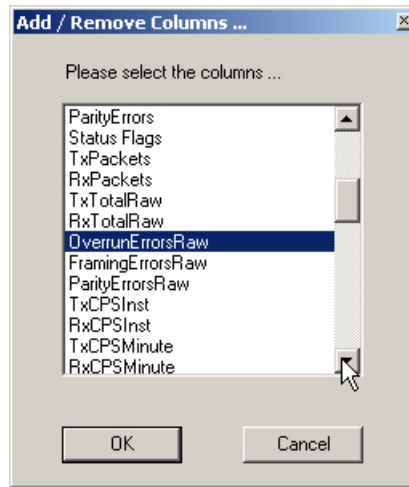 Add / Remove Columns ...
Please select the columns ...
ParityErrors
Status Flags
TxPackets
RxPackets
TxTotalRaw
RxTotalRaw
OverrunErrorsRaw
FramingErrorsRaw
ParityErrorsRaw
TxCPSInst
RxCPSInst
TxCPSMinute
RxCPSMinute
OK Cancel